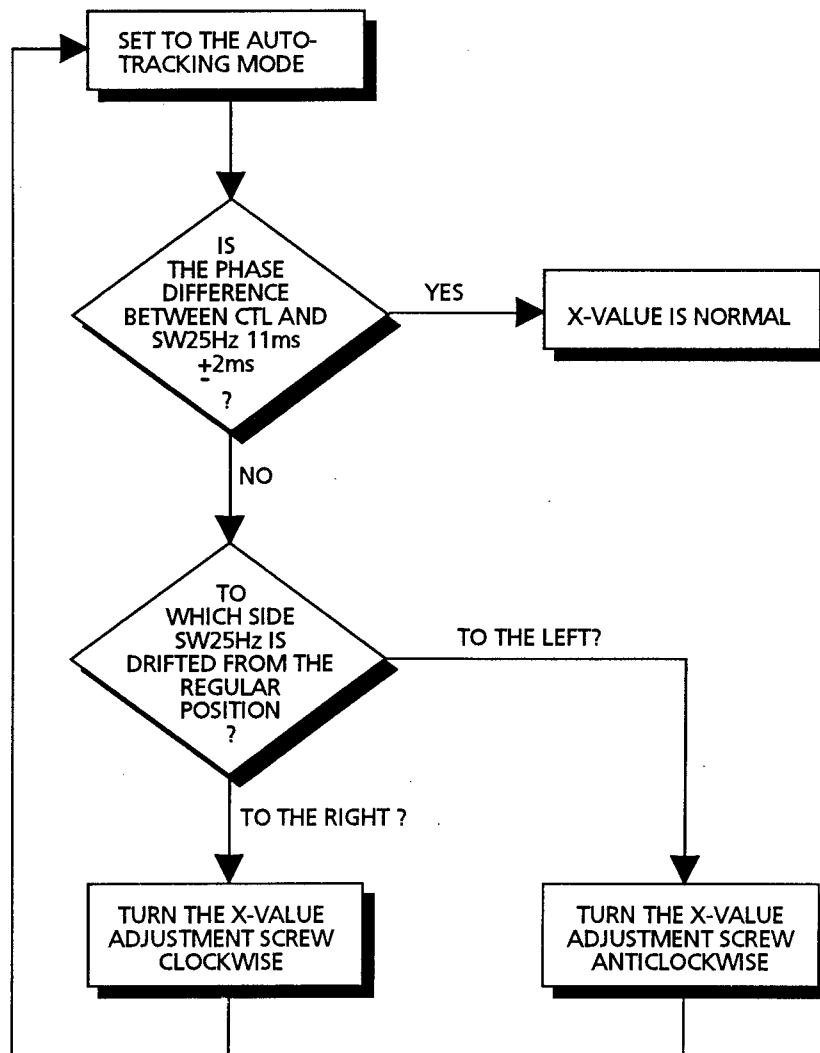 SET TO THE AUTO-
TRACKING MODE
IS
THE PHASE
DIFFERENCE
BETWEEN CTL AND
SW25Hz 11ms
±2ms
?
YES
X-VALUE IS NORMAL
NO
TO
WHICH SIDE
SW25Hz IS
DRIFTED FROM THE
REGULAR
POSITION
?
TO THE LEFT?
TO THE RIGHT ?
TURN THE X-VALUE
ADJUSTMENT SCREW
CLOCKWISE
TURN THE X-VALUE
ADJUSTMENT SCREW
ANTICLOCKWISE